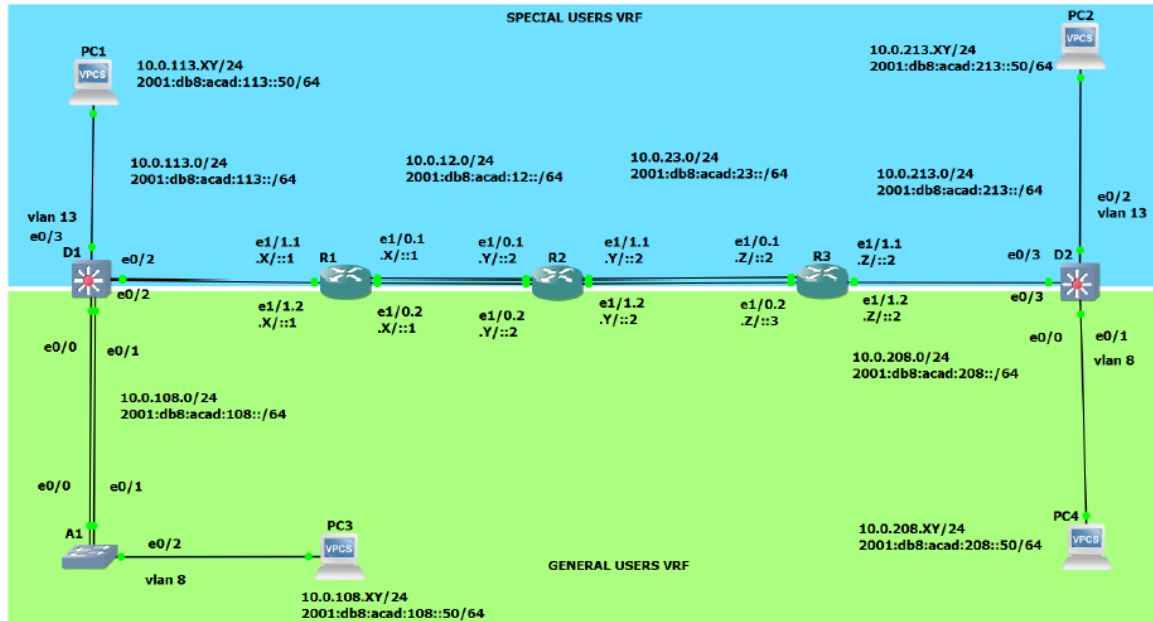 SPECIAL USERS VRF
PC1
VPCS
10.0.113.XY/24
2001:db8:acad:113::50/64
PC2
VPCS
10.0.213.XY/24
2001:db8:acad:213::50/64
10.0.113.0/24
2001:db8:acad:113::/64
10.0.12.0/24
2001:db8:acad:12::/64
10.0.23.0/24
2001:db8:acad:23::/64
10.0.213.0/24
2001:db8:acad:213::/64
e0/2
vlan 13
vlan 13
e0/3
D1
e0/2
e1/1.1
.X/::1
R1
e1/0.1
.X/::1
e1/0.1
.Y/::2
R2
e1/0.1
.Y/::2
e1/0.1
.Z/::2
R3
e1/1.1
.Z/::2
e0/3
D2
e0/2
e1/1.2
.X/::1
e1/0.2
.X/::1
e1/0.2
.Y/::2
e1/1.2
.Y/::2
e1/0.2
.Z/::3
e1/1.2
.Z/::2
e0/3
e0/0
e0/1
e0/0
e0/1
vlan 8
10.0.208.0/24
2001:db8:acad:208::/64
10.0.108.0/24
2001:db8:acad:108::/64
e0/0
e0/1
A1
e0/2
vlan 8
PC3
VPCS
10.0.108.XY/24
2001:db8:acad:108::50/64
PC4
VPCS
10.0.208.XY/24
2001:db8:acad:208::50/64
GENERAL USERS VRF